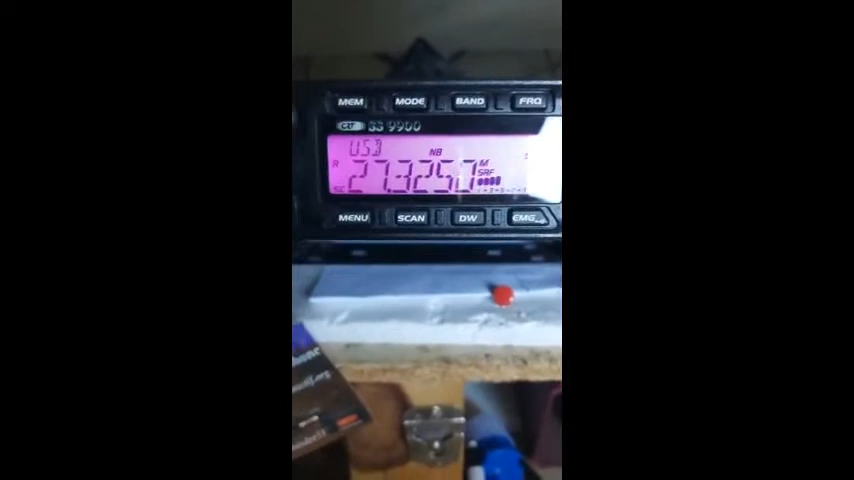 MEM MODE BAND FRQ
CRT SS 9900
USB NB
R 27.3250 M
SRF
MENU SCAN DW EMG